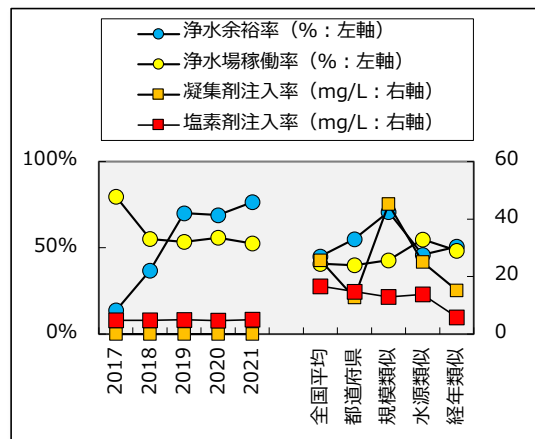 浄水余裕率（%：左軸）
浄水場稼働率（%：左軸）
凝集剤注入率（mg/L：右軸）
塩素剤注入率（mg/L：右軸）
100%
50%
0%
60
40
20
0
2017
2018
2019
2020
2021
全国平均
都道府県
規模類似
水源類似
経年類似